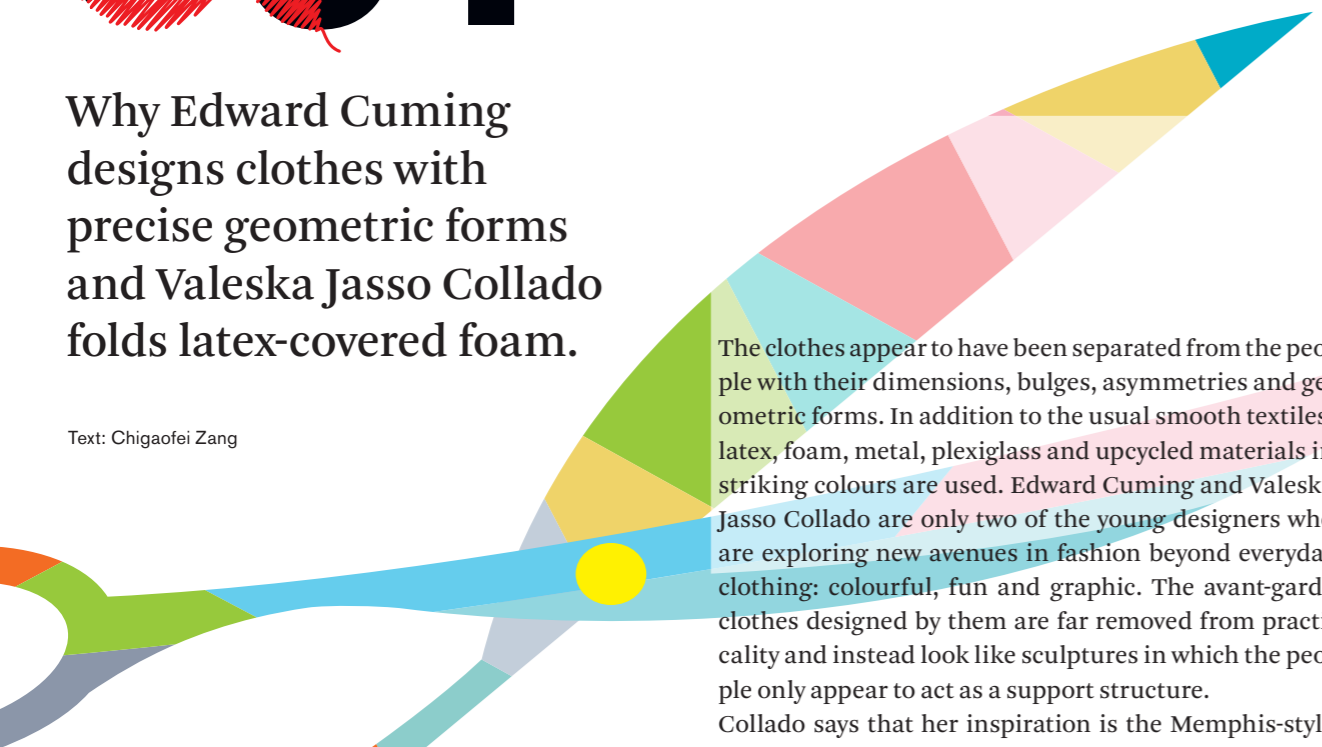 Why Edward Cuming
designs clothes with
precise geometric forms
and Valeska Jasso Collado
folds latex-covered foam.
Text: Chigaofei Zang
The clothes appear to have been separated from the peo
ple with their dimensions, bulges, asymmetries and ge
ometric forms. In addition to the usual smooth textiles
latex, foam, metal, plexiglass and upcycled materials i
striking colours are used. Edward Cuming and Valesk
Jasso Collado are only two of the young designers wh
are exploring new avenues in fashion beyond everyda
clothing: colourful, fun and graphic. The avant-gard
clothes designed by them are far removed from practi
cality and instead look like sculptures in which the peo
ple only appear to act as a support structure.
Collado says that her inspiration is the Memphis-styl